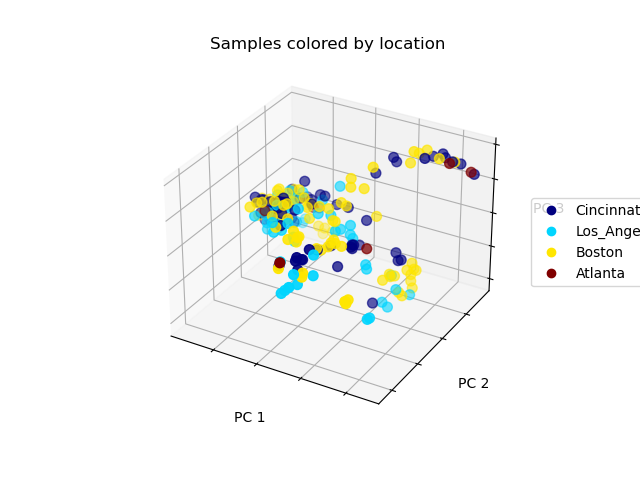 Samples colored by location
PC 3
Cincinnat
Los_Ange
Boston
Atlanta
PC 2
PC 1